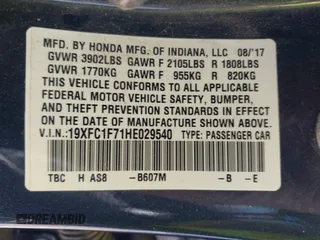 MFD. BY HONDA MFG. OF INDIANA, LLC 08/'17
GVWR 3902LBS GAWR F 2105LBS R 1808LBS
GVWR 1770KG GAWR F 955KG R 820KG
THIS VEHICLE CONFORMS TO ALL APPLICABLE
FEDERAL MOTOR VEHICLE SAFETY, BUMPER,
AND THEFT PREVENTION STANDARDS IN EFFECT
ON THE DATE OF MANUFACTURE SHOWN ABOVE.
V.I.N.:19XFC1F71HE029540 TYPE: PASSENGER CAR
TBC H AS8 -B607M -B -E
DREAMBID